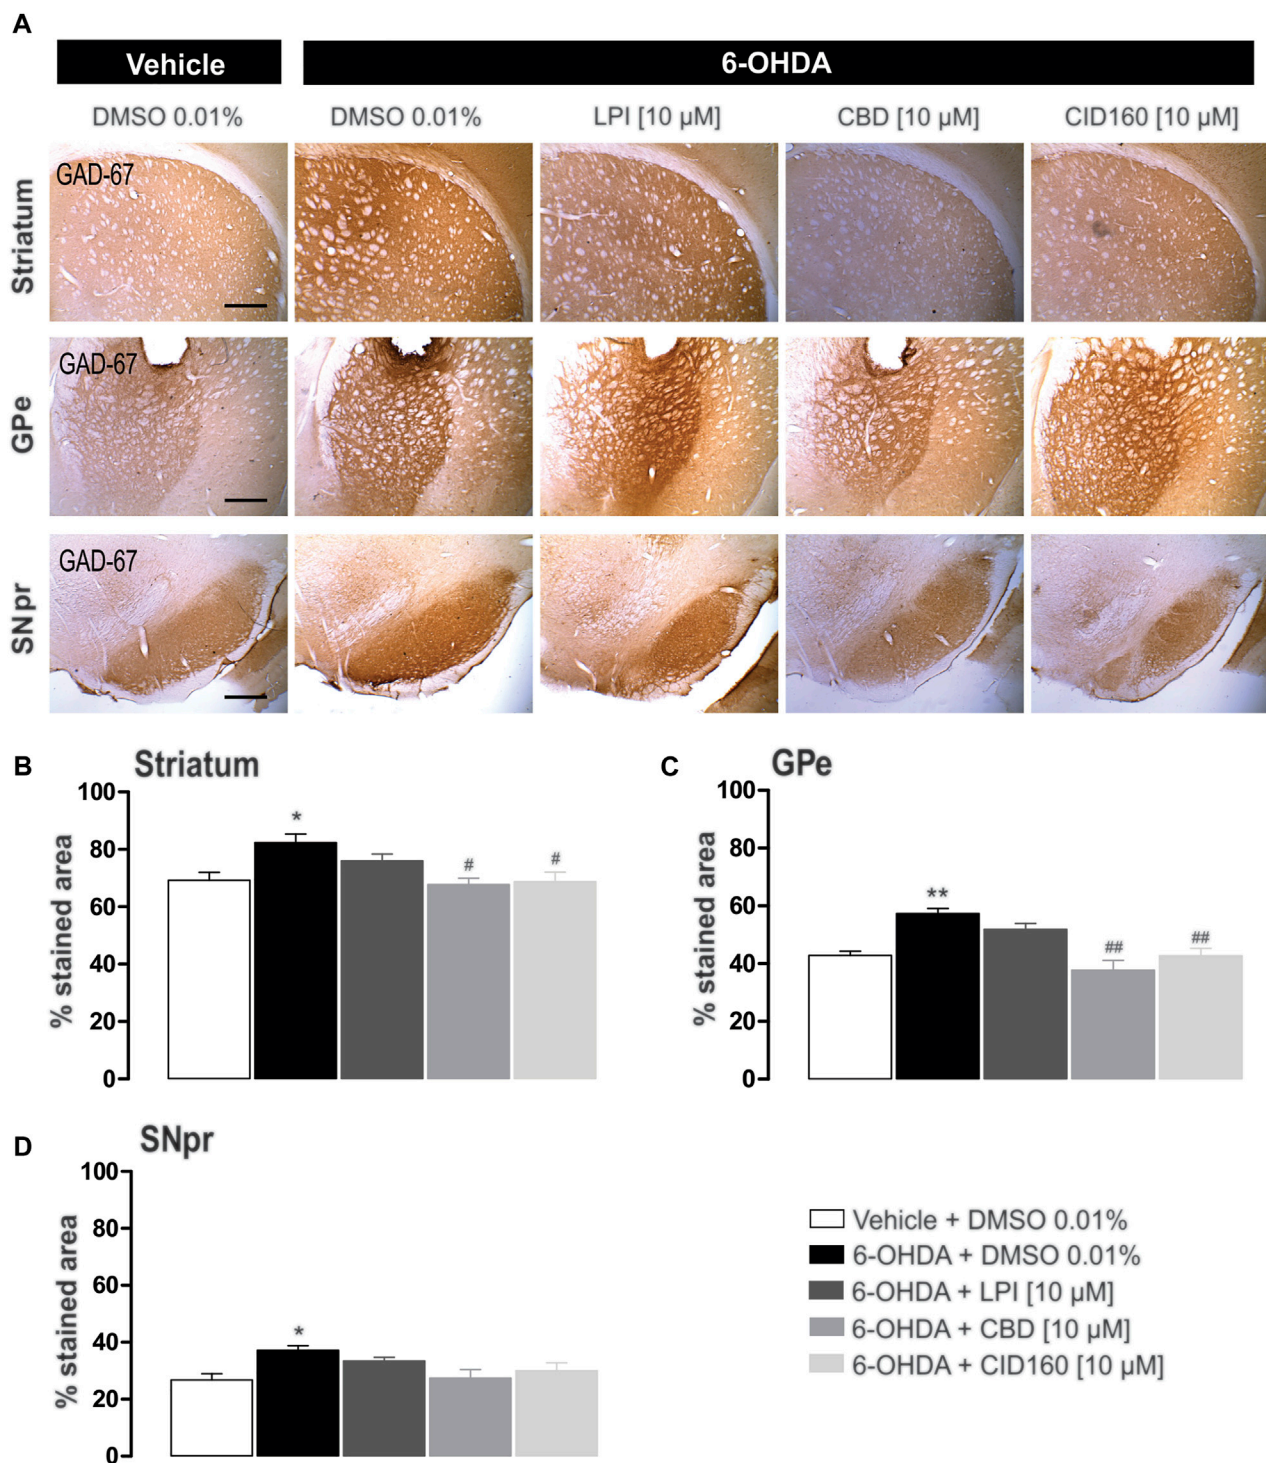 A
Vehicle
6-OHDA
DMSO 0.01%
DMSO 0.01%
LPI [10 µM]
CBD [10 µM]
CID160 [10 µM]
Striatum
GAD-67
GPe
GAD-67
SNpr
GAD-67
B
Striatum
% stained area
100
80
60
40
20
0
*
#
#
C
GPe
% stained area
100
80
60
40
20
0
**
##
##
D
SNpr
% stained area
100
80
60
40
20
0
*
Vehicle + DMSO 0.01%
6-OHDA + DMSO 0.01%
6-OHDA + LPI [10 µM]
6-OHDA + CBD [10 µM]
6-OHDA + CID160 [10 µM]